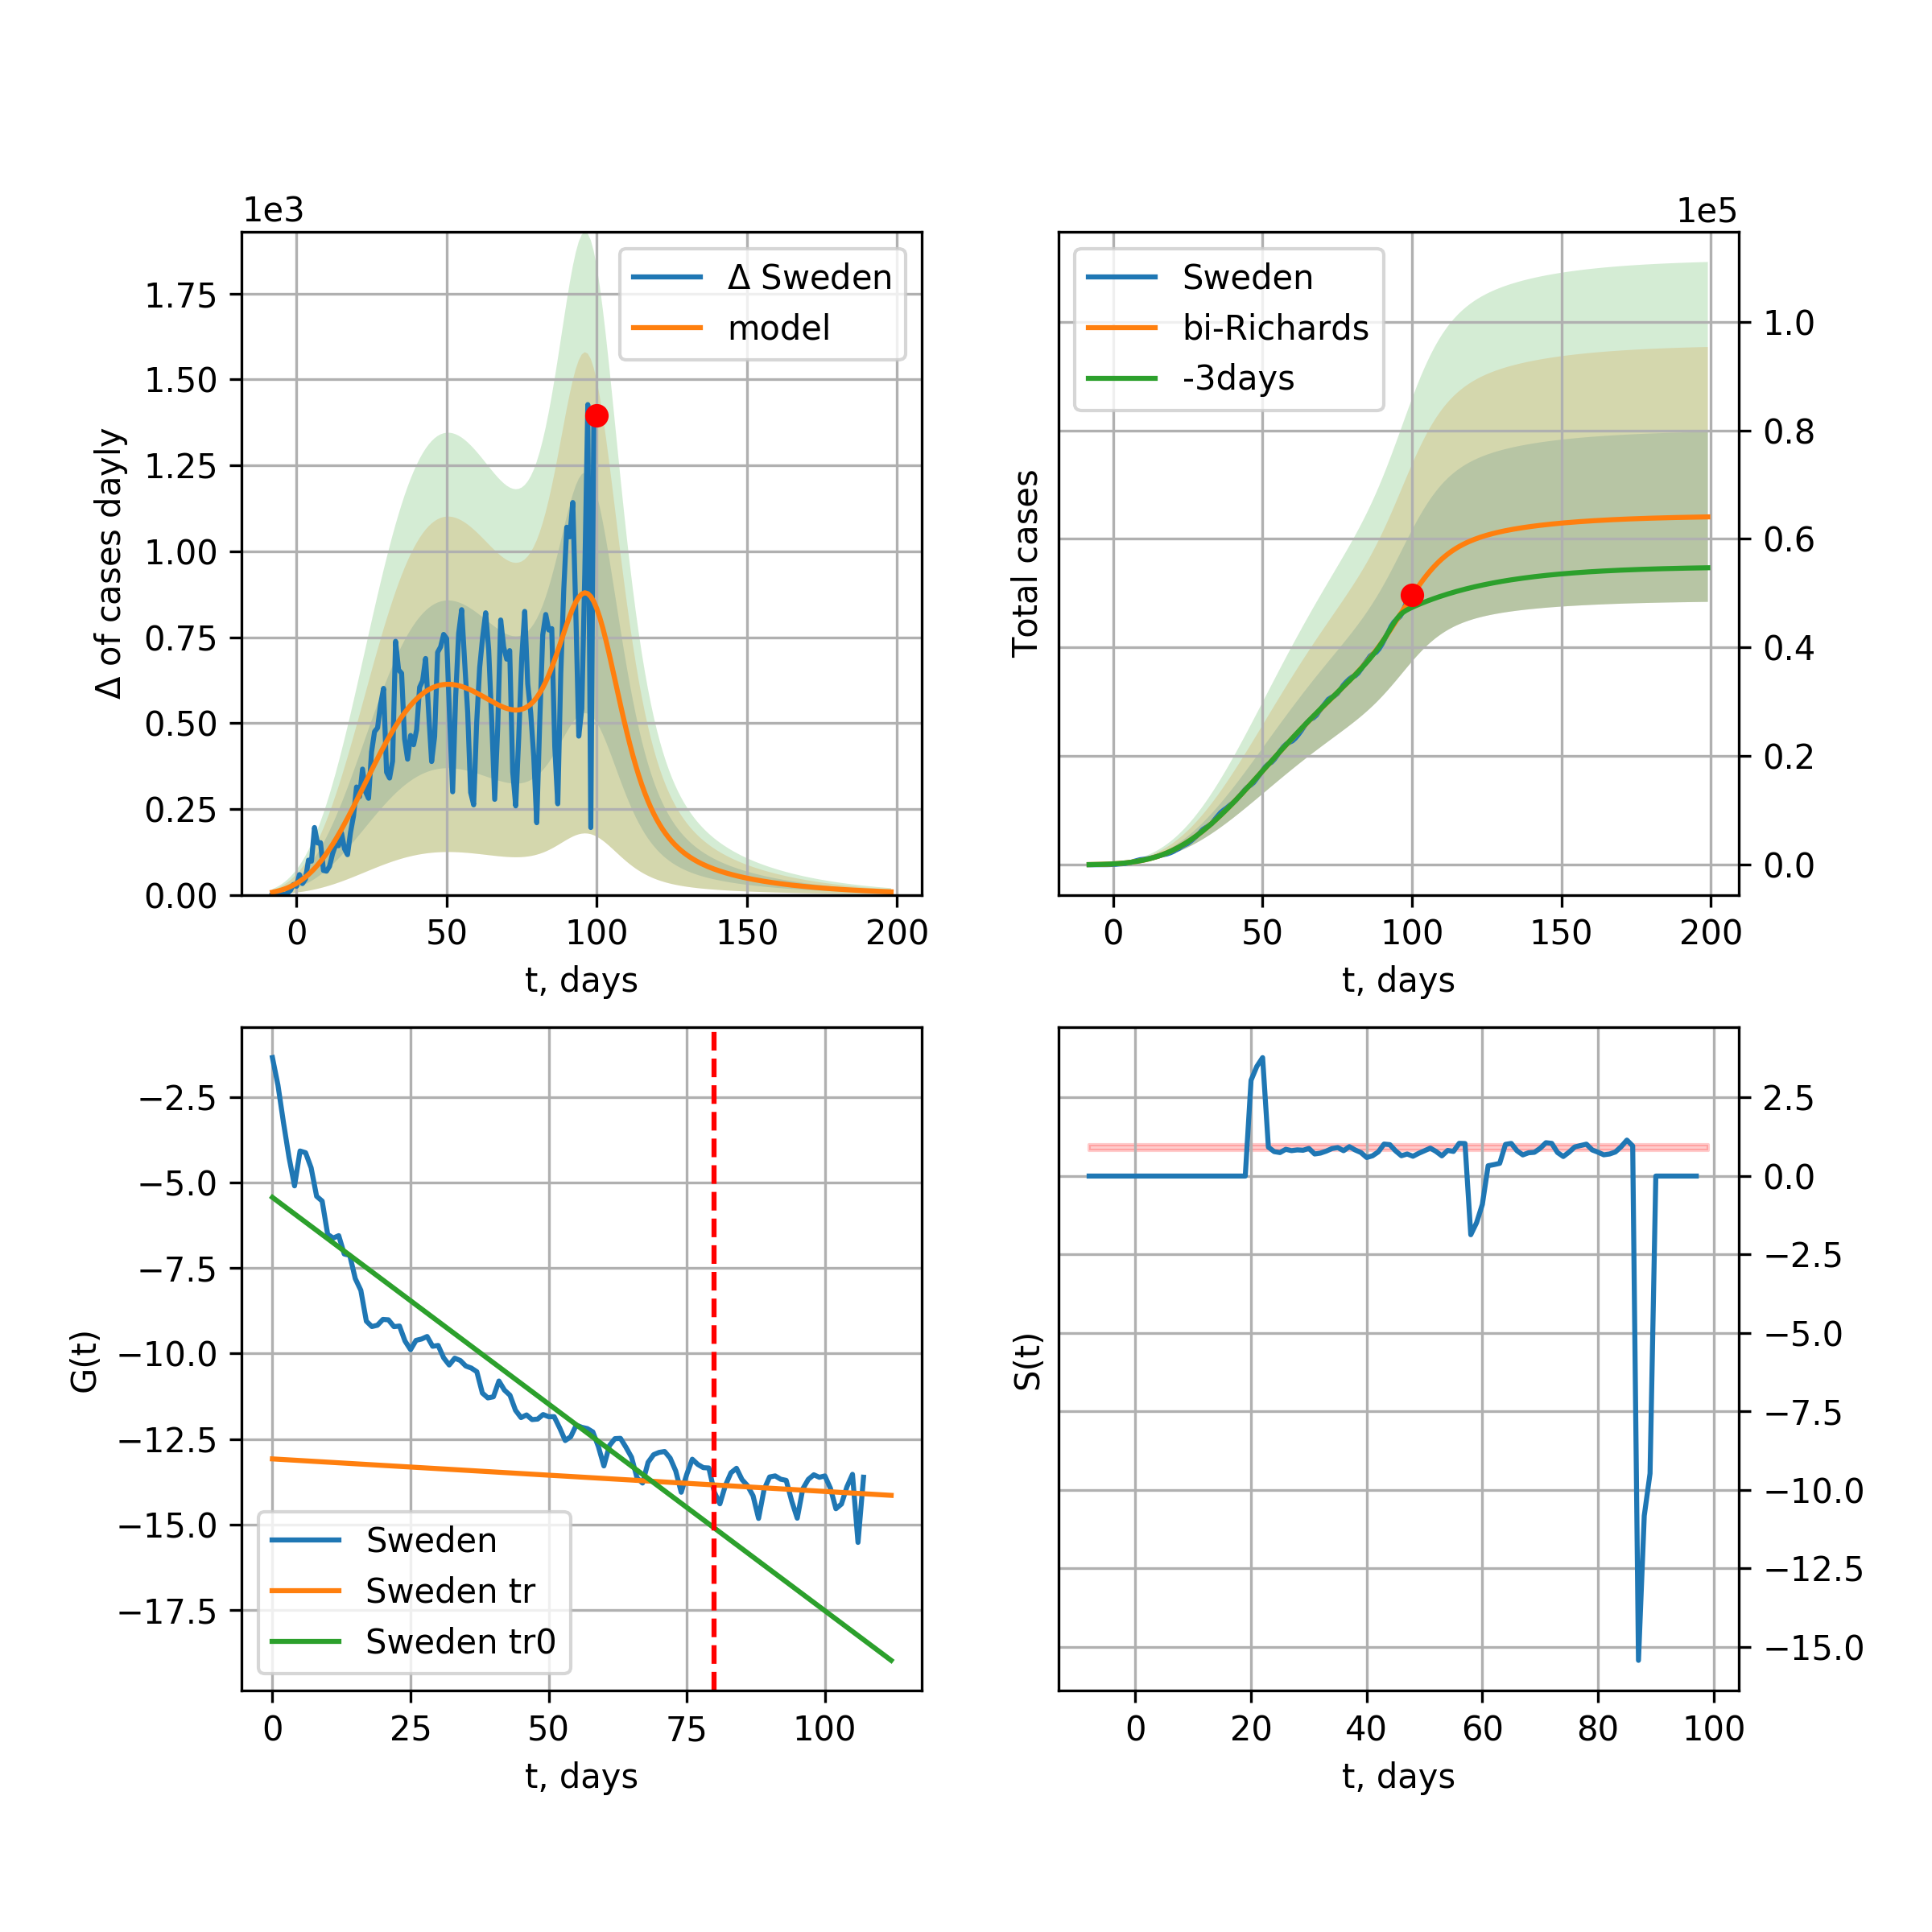 1e3
Δ of cases dayly
1.75
1.50
1.25
1.00
0.75
0.50
0.25
0.00
0 50 100 150 200
t, days
Δ Sweden
model
1e5
Total cases
Sweden
bi-Richards
-3days
1.0
0.8
0.6
0.4
0.2
0.0
0 50 100 150 200
t, days
G(t)
−2.5
−5.0
−7.5
−10.0
−12.5
−15.0
−17.5
Sweden
Sweden tr
Sweden tr0
0 25 50 75 100
t, days
S(t)
2.5
0.0
−2.5
−5.0
−7.5
−10.0
−12.5
−15.0
0 20 40 60 80 100
t, days